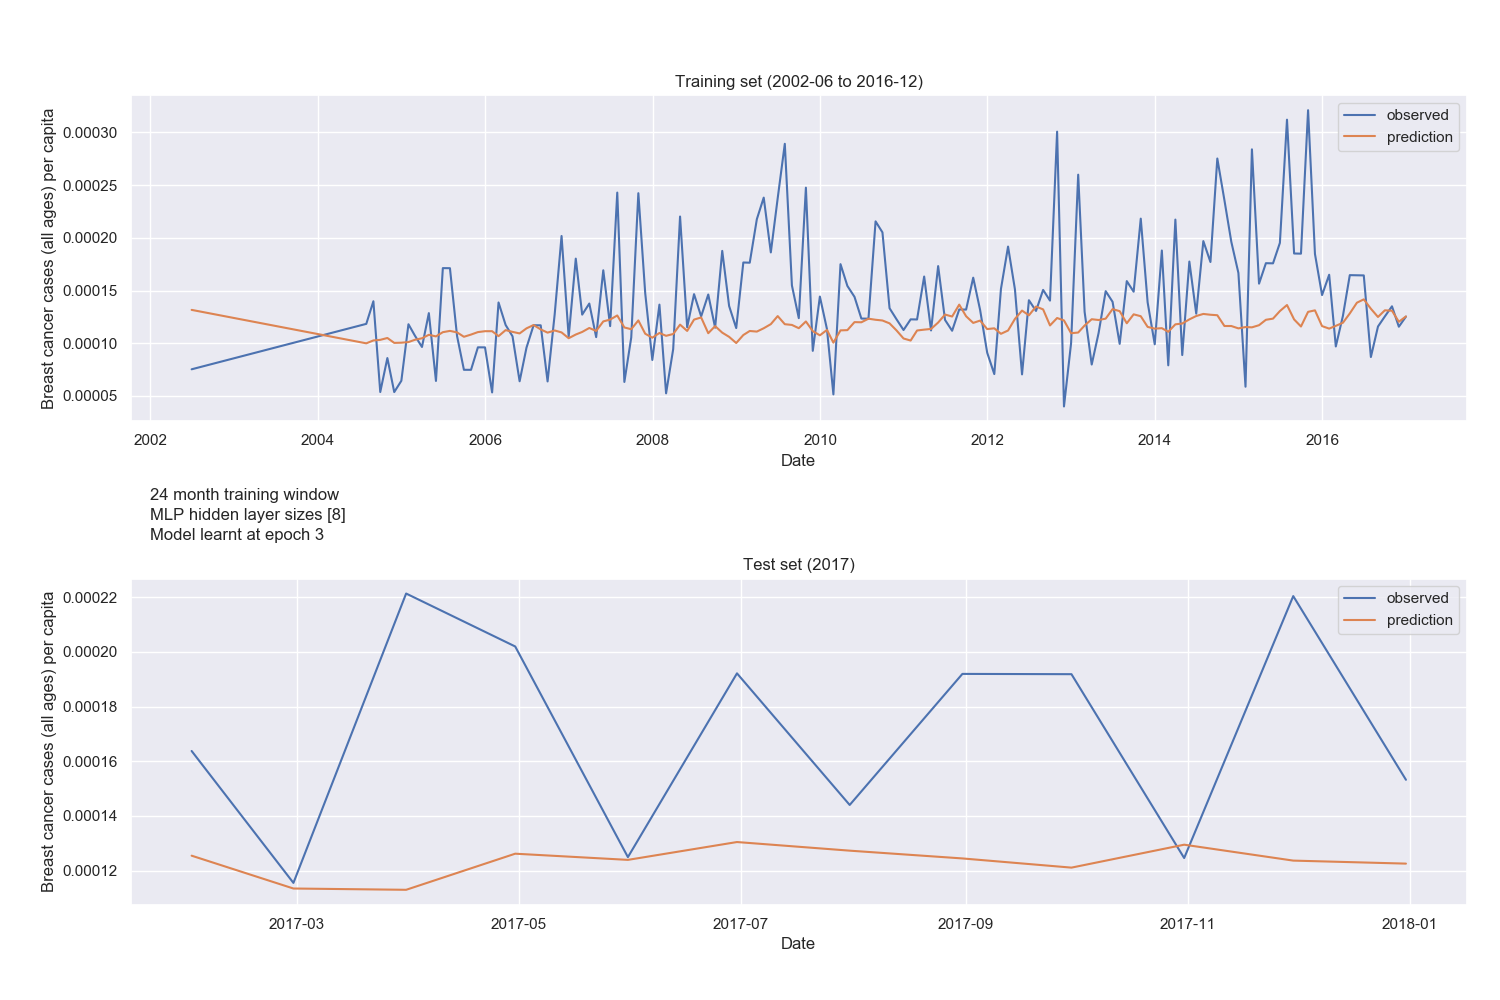 Training set (2002-06 to 2016-12)
Breast cancer cases (all ages) per capita
0.00030
0.00025
0.00020
0.00015
0.00010
0.00005
observed
prediction
2002 2004 2006 2008 2010 2012 2014 2016
Date
24 month training window
MLP hidden layer sizes [8]
Model learnt at epoch 3
Test set (2017)
Breast cancer cases (all ages) per capita
0.00022
0.00020
0.00018
0.00016
0.00014
0.00012
observed
prediction
2017-03 2017-05 2017-07 2017-09 2017-11 2018-01
Date